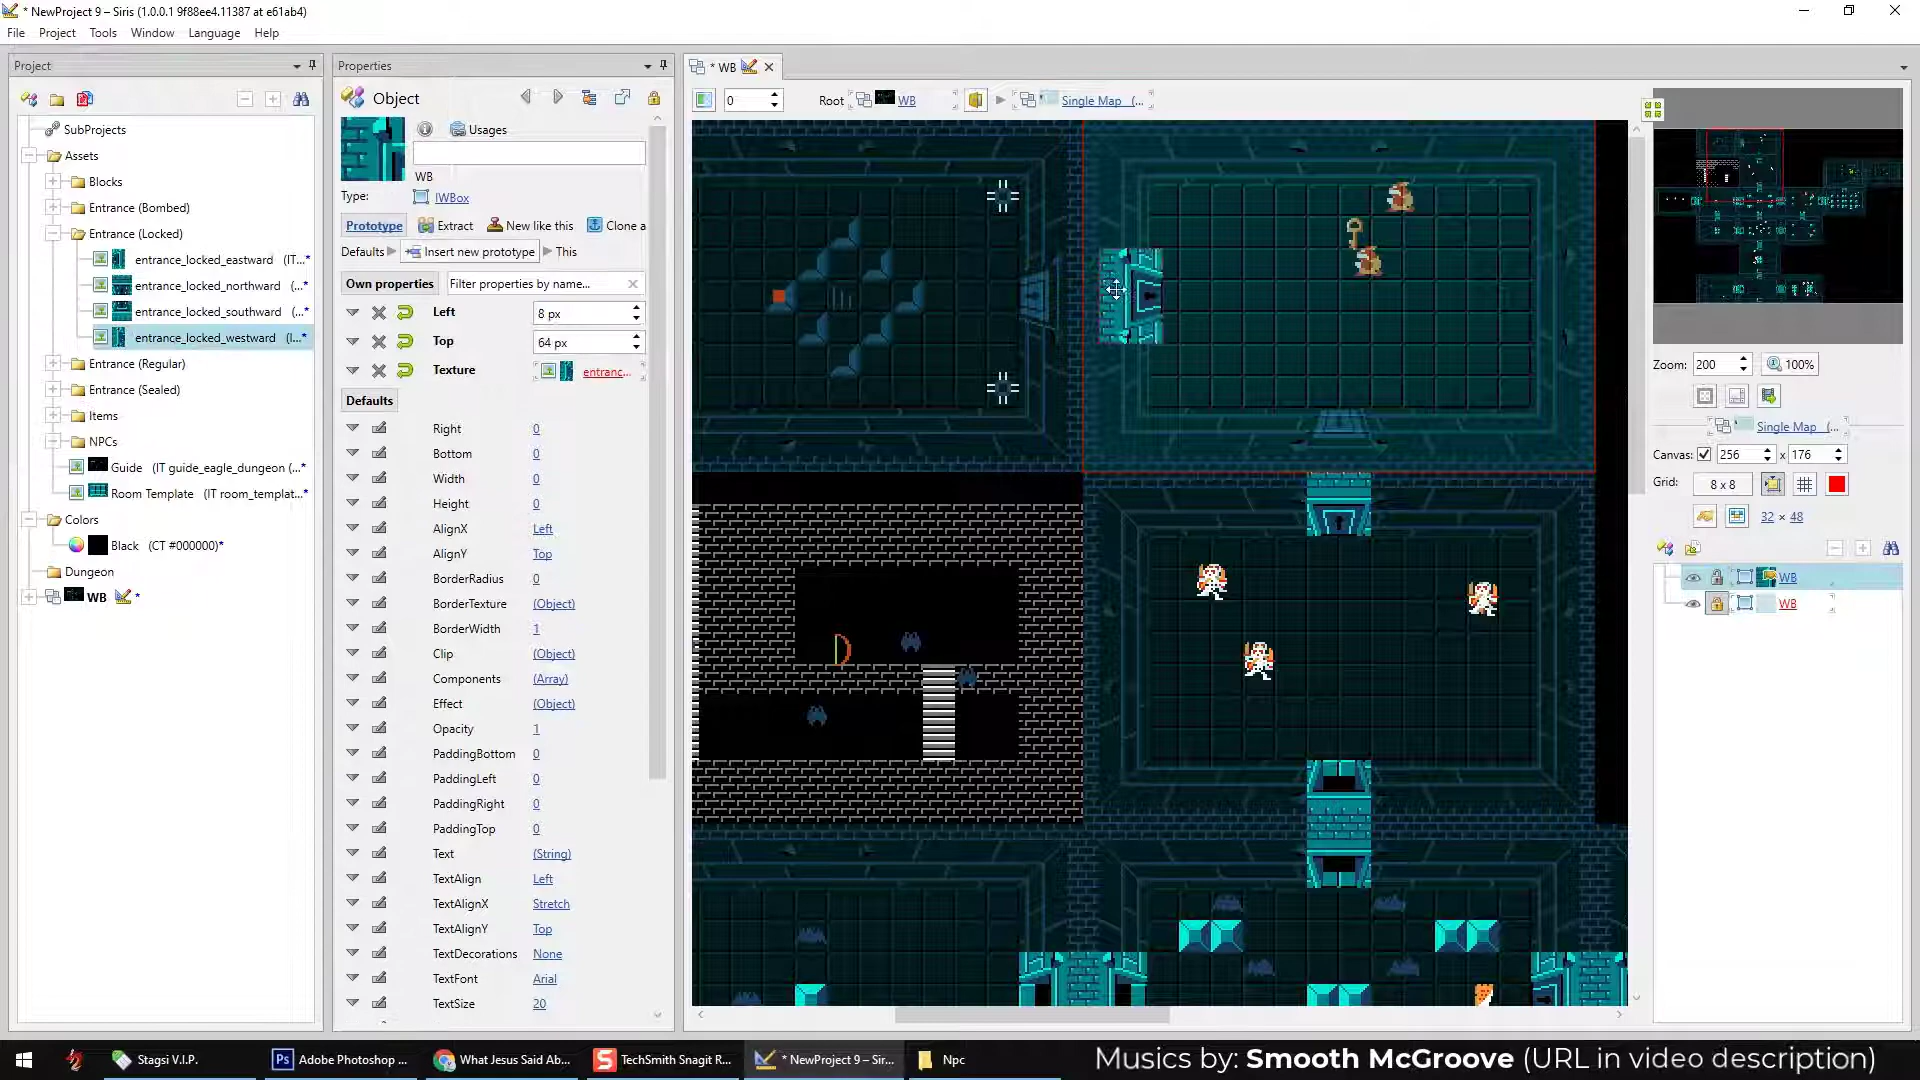 * NewProject 9 – Siris (1.0.0.1 9f88ee4.11387 at e61ab4)
File Project Tools Window Language Help
Project
SubProjects
Assets
Blocks
Entrance (Bombed)
Entrance (Locked)
entrance_locked_eastward (IT...*
entrance_locked_northward (...*
entrance_locked_southward (...*
entrance_locked_westward (I...*
Entrance (Regular)
Entrance (Sealed)
Items
NPCs
Guide (IT guide_eagle_dungeon (...*
Room Template (IT room_templat...*
Colors
Black (CT #000000)*
Dungeon
WB *
Properties
Object
Usages
WB
Type: IWBox
Prototype Extract New like this Clone a
Defaults Insert new prototype This
Own properties Filter properties by name...
Left 8 px
Top 64 px
Texture entranc...
Defaults
Right 0
Bottom 0
Width 0
Height 0
AlignX Left
AlignY Top
BorderRadius 0
BorderTexture (Object)
BorderWidth 1
Clip (Object)
Components (Array)
Effect (Object)
Opacity 1
PaddingBottom 0
PaddingLeft 0
PaddingRight 0
PaddingTop 0
Text (String)
TextAlign Left
TextAlignX Stretch
TextAlignY Top
TextDecorations None
TextFont Arial
TextSize 20
* WB
0 Root WB Single Map (...
Zoom: 200 100%
Single Map (...
Canvas: 256 x 176
Grid: 8 x 8
32 × 48
WB
WB
Stagsi V.I.P.
Adobe Photoshop ...
What Jesus Said Ab...
TechSmith Snagit R...
* NewProject 9 – Sir...
Npc
Musics by: Smooth McGroove (URL in video description)